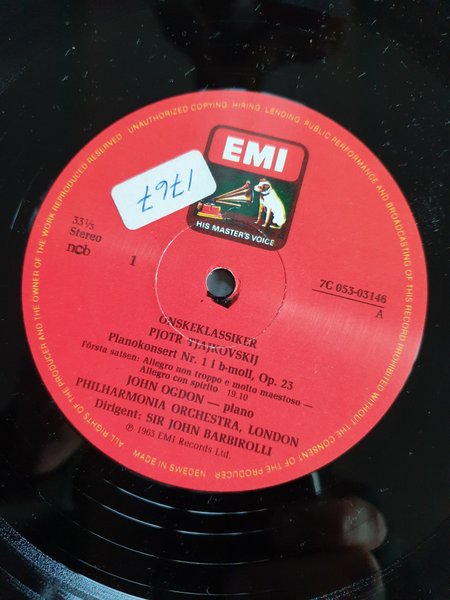 ALL RIGHTS OF THE PRODUCER AND OF THE OWNER OF THE WORK REPRODUCED RESERVED. UNAUTHORIZED COPYING, HIRING, LENDING, PUBLIC PERFORMANCE AND BROADCASTING OF THIS RECORD PROHIBITED WITHOUT THE CONSENT OF THE PRODUCER
EMI
HIS MASTER'S VOICE
1767
33⅓
Stereo
ncb
1
7C 053-03146
A
ÖNSKEKLASSIKER
PJOTR TJAJKOVSKIJ
Pianokonsert Nr. 1 i b-moll, Op. 23
Första satsen: Allegro non troppo e molto maestoso —
Allegro con spirito 19.10
JOHN OGDON — piano
PHILHARMONIA ORCHESTRA, LONDON
Dirigent: SIR JOHN BARBIROLLI
℗ 1963 EMI Records Ltd.
MADE IN SWEDEN